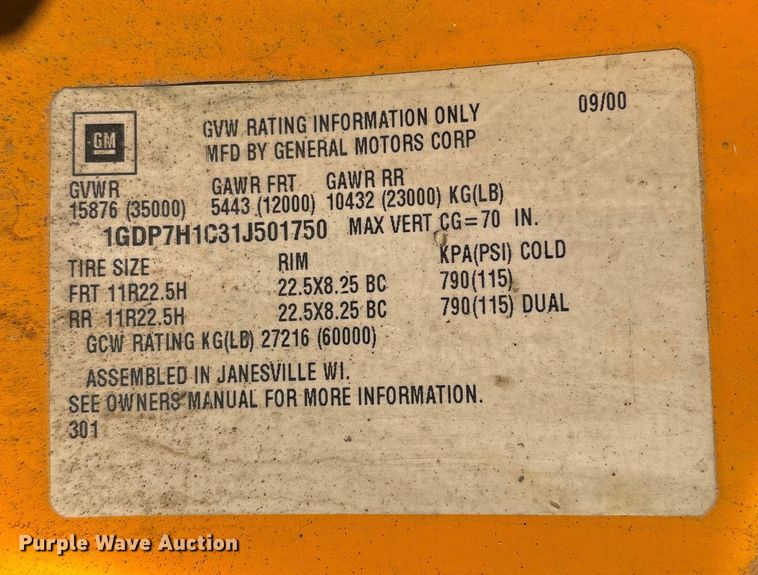 GM
GVW RATING INFORMATION ONLY 09/00
MFD BY GENERAL MOTORS CORP
GVWR GAWR FRT GAWR RR
15876 (35000) 5443 (12000) 10432 (23000) KG(LB)
1GDP7H1C31J501750 MAX VERT CG=70 IN.
TIRE SIZE RIM KPA(PSI) COLD
FRT 11R22.5H 22.5X8.25 BC 790(115)
RR 11R22.5H 22.5X8.25 BC 790(115) DUAL
GCW RATING KG(LB) 27216 (60000)
ASSEMBLED IN JANESVILLE WI.
SEE OWNERS MANUAL FOR MORE INFORMATION.
301
Purple Wave Auction